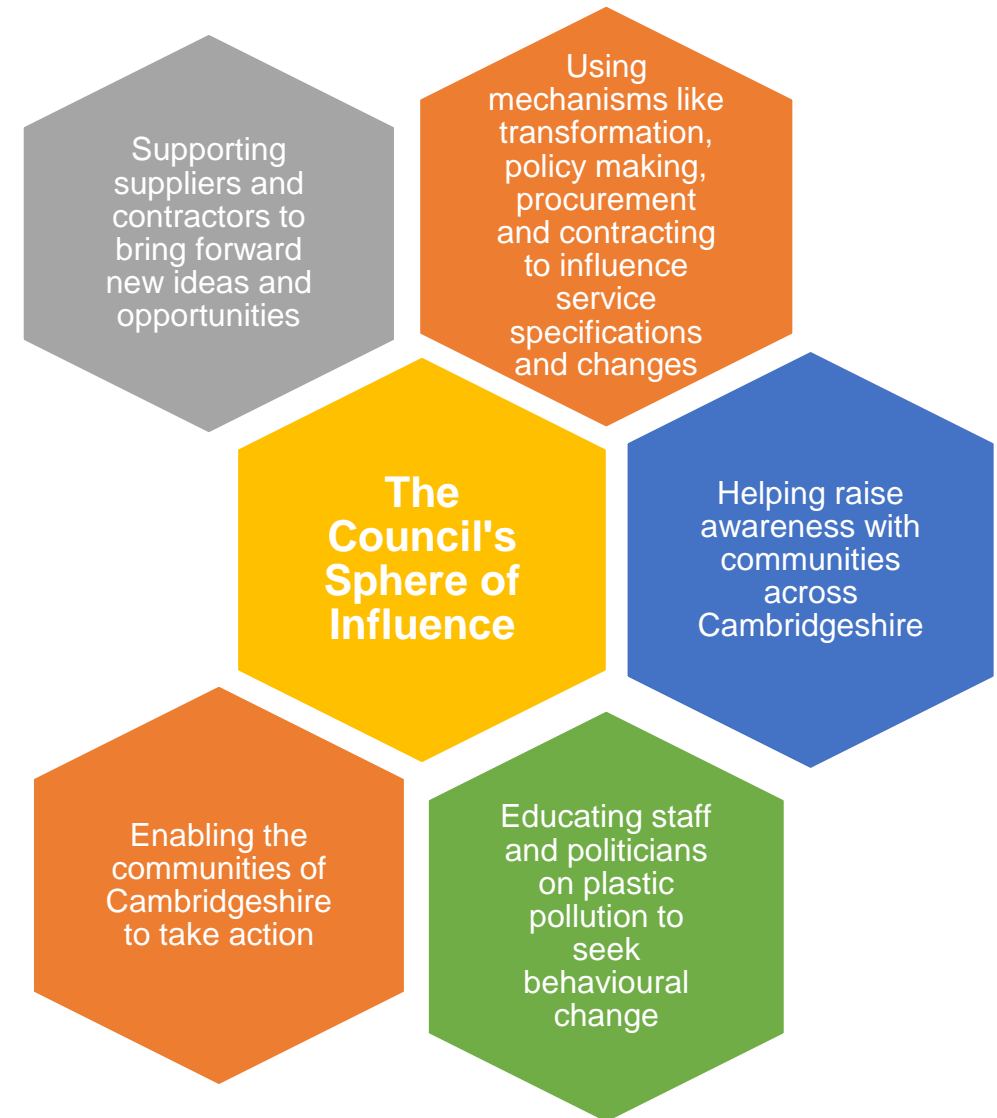 Supporting
suppliers and
contractors to
bring forward
new ideas and
opportunities
Using
mechanisms like
transformation,
policy making,
procurement
and contracting
to influence
service
specifications
and changes
The
Council's
Sphere of
Influence
Helping raise
awareness with
communities
across
Cambridgeshire
Enabling the
communities of
Cambridgeshire
to take action
Educating staff
and politicians
on plastic
pollution to
seek
behavioural
change